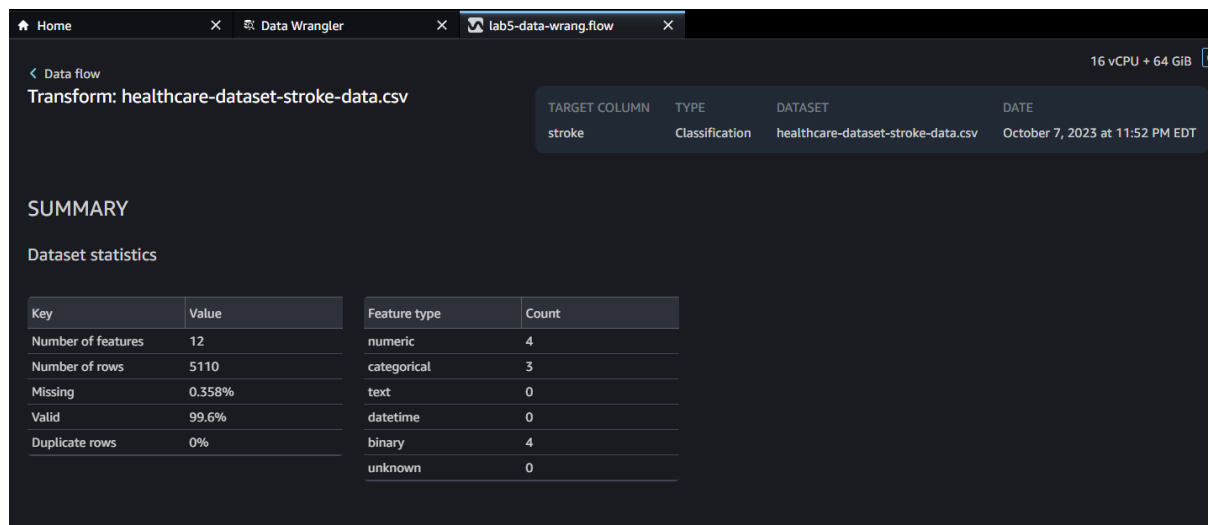 Home
Data Wrangler
lab5-data-wrang.flow
16 vCPU + 64 GiB
Data flow
Transform: healthcare-dataset-stroke-data.csv
TARGET COLUMN TYPE DATASET DATE
stroke Classification healthcare-dataset-stroke-data.csv October 7, 2023 at 11:52 PM EDT
SUMMARY
Dataset statistics
Key Value Feature type Count
Number of features 12 numeric 4
Number of rows 5110 categorical 3
Missing 0.358% text 0
Valid 99.6% datetime 0
Duplicate rows 0% binary 4
unknown 0